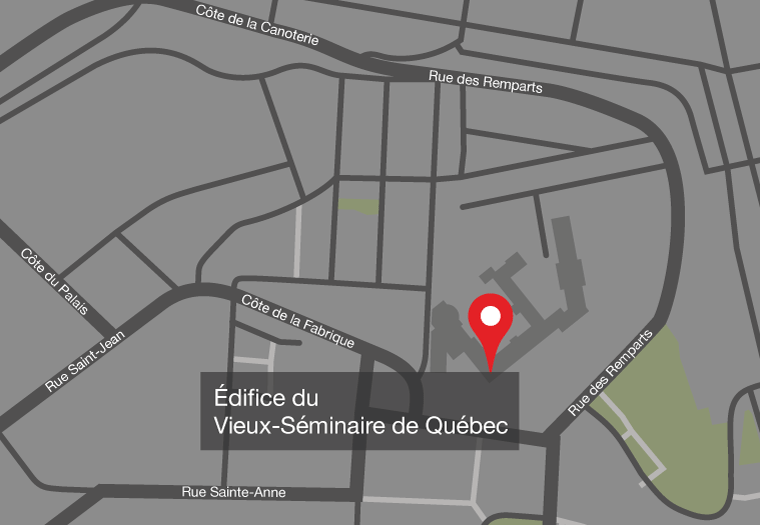 Côte de la Canoterie
Rue des Remparts
Côte du Palais
Côte de la Fabrique
Rue Saint-Jean
Rue des Remparts
Édifice du
Vieux-Séminaire de Québec
Rue Sainte-Anne